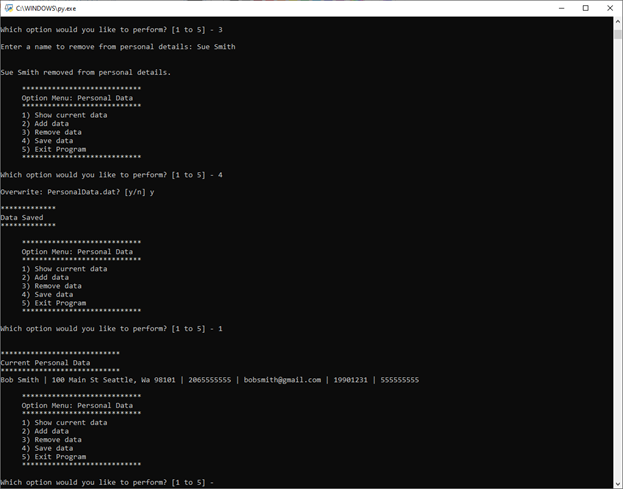 C:\WINDOWS\py.exe
Which option would you like to perform? [1 to 5] - 3
Enter a name to remove from personal details: Sue Smith
Sue Smith removed from personal details.
****************************
Option Menu: Personal Data
****************************
1) Show current data
2) Add data
3) Remove data
4) Save data
5) Exit Program
****************************
Which option would you like to perform? [1 to 5] - 4
Overwrite: PersonalData.dat? [y/n] y
*************
Data Saved
*************
****************************
Option Menu: Personal Data
****************************
1) Show current data
2) Add data
3) Remove data
4) Save data
5) Exit Program
****************************
Which option would you like to perform? [1 to 5] - 1
****************************
Current Personal Data
****************************
Bob Smith | 100 Main St Seattle, Wa 98101 | 2065555555 | bobsmith@gmail.com | 19901231 | 555555555
****************************
Option Menu: Personal Data
****************************
1) Show current data
2) Add data
3) Remove data
4) Save data
5) Exit Program
****************************
Which option would you like to perform? [1 to 5] -